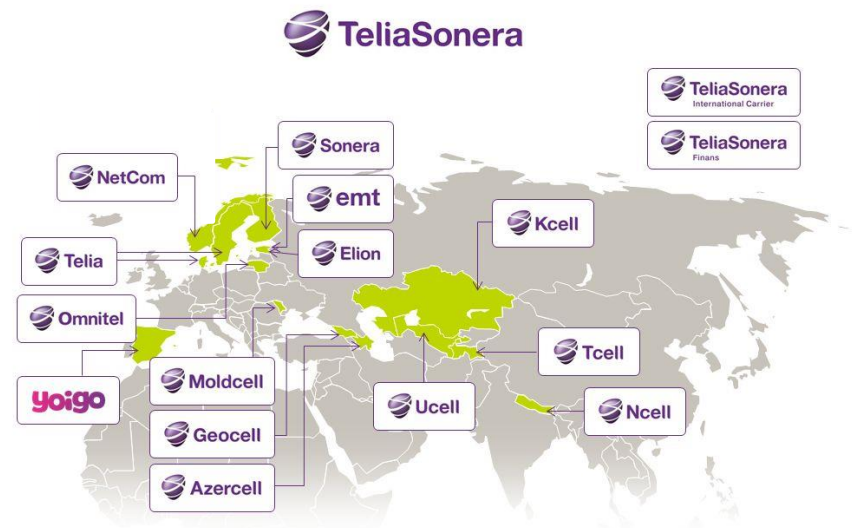 TeliaSonera
TeliaSonera
International Carrier
TeliaSonera
Finans
Sonera
NetCom
emt
Kcell
Telia
Elion
Omnitel
Tcell
Moldcell
yoigo
Ucell
Ncell
Geocell
Azercell